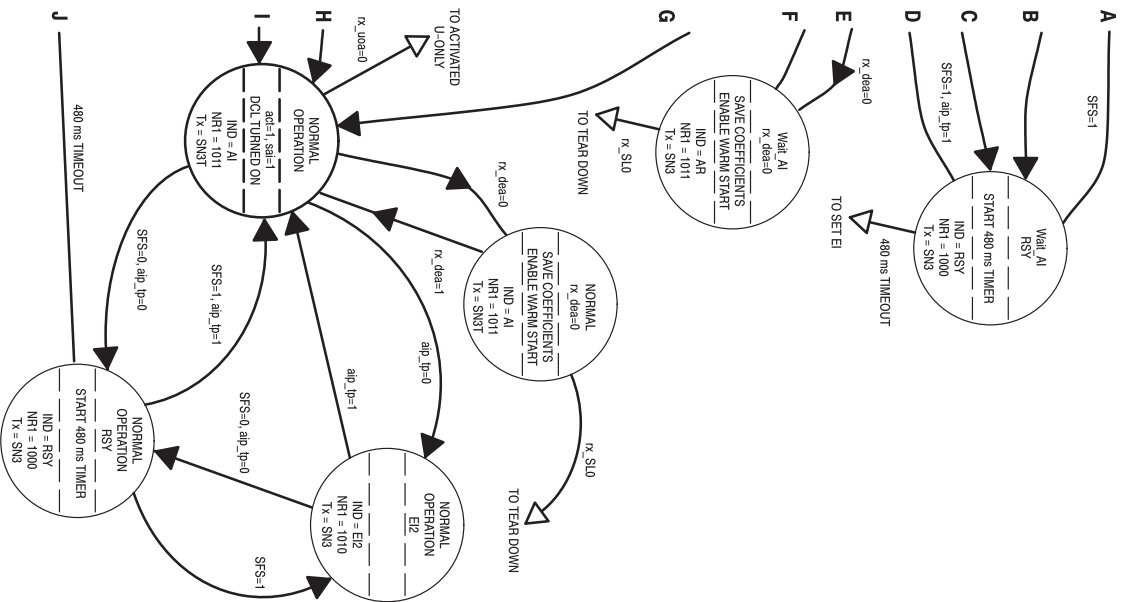 A
B
C
D
E
F
G
H
I
J
SFS=1
SFS=1, aip_tp=1
Wait_AI
RSY
START 480 ms TIMER
IND = RSY
NR1 = 1000
Tx = SN3
480 ms TIMEOUT
TO SET EI
rx_dea=0
Wait_AI
rx_dea=0
SAVE COEFFICIENTS
ENABLE WARM START
IND = AR
NR1 = 1011
Tx = SN3
rx_SL0
TO TEAR DOWN
TO ACTIVATED
U-ONLY
rx_uoa=0
NORMAL
OPERATION
act=1, sai=1
DCL TURNED ON
IND = AI
NR1 = 1011
Tx = SN3T
rx_dea=0
rx_dea=1
NORMAL
rx_dea=0
SAVE COEFFICIENTS
ENABLE WARM START
IND = AI
NR1 = 1011
Tx = SN3T
rx_SL0
TO TEAR DOWN
aip_tp=0
aip_tp=1
NORMAL
OPERATION
EI2
IND = EI2
NR1 = 1010
Tx = SN3
SFS=0, aip_tp=0
SFS=1, aip_tp=1
SFS=0, aip_tp=0
480 ms TIMEOUT
NORMAL
OPERATION
RSY
START 480 ms TIMER
IND = RSY
NR1 = 1000
Tx = SN3
SFS=1